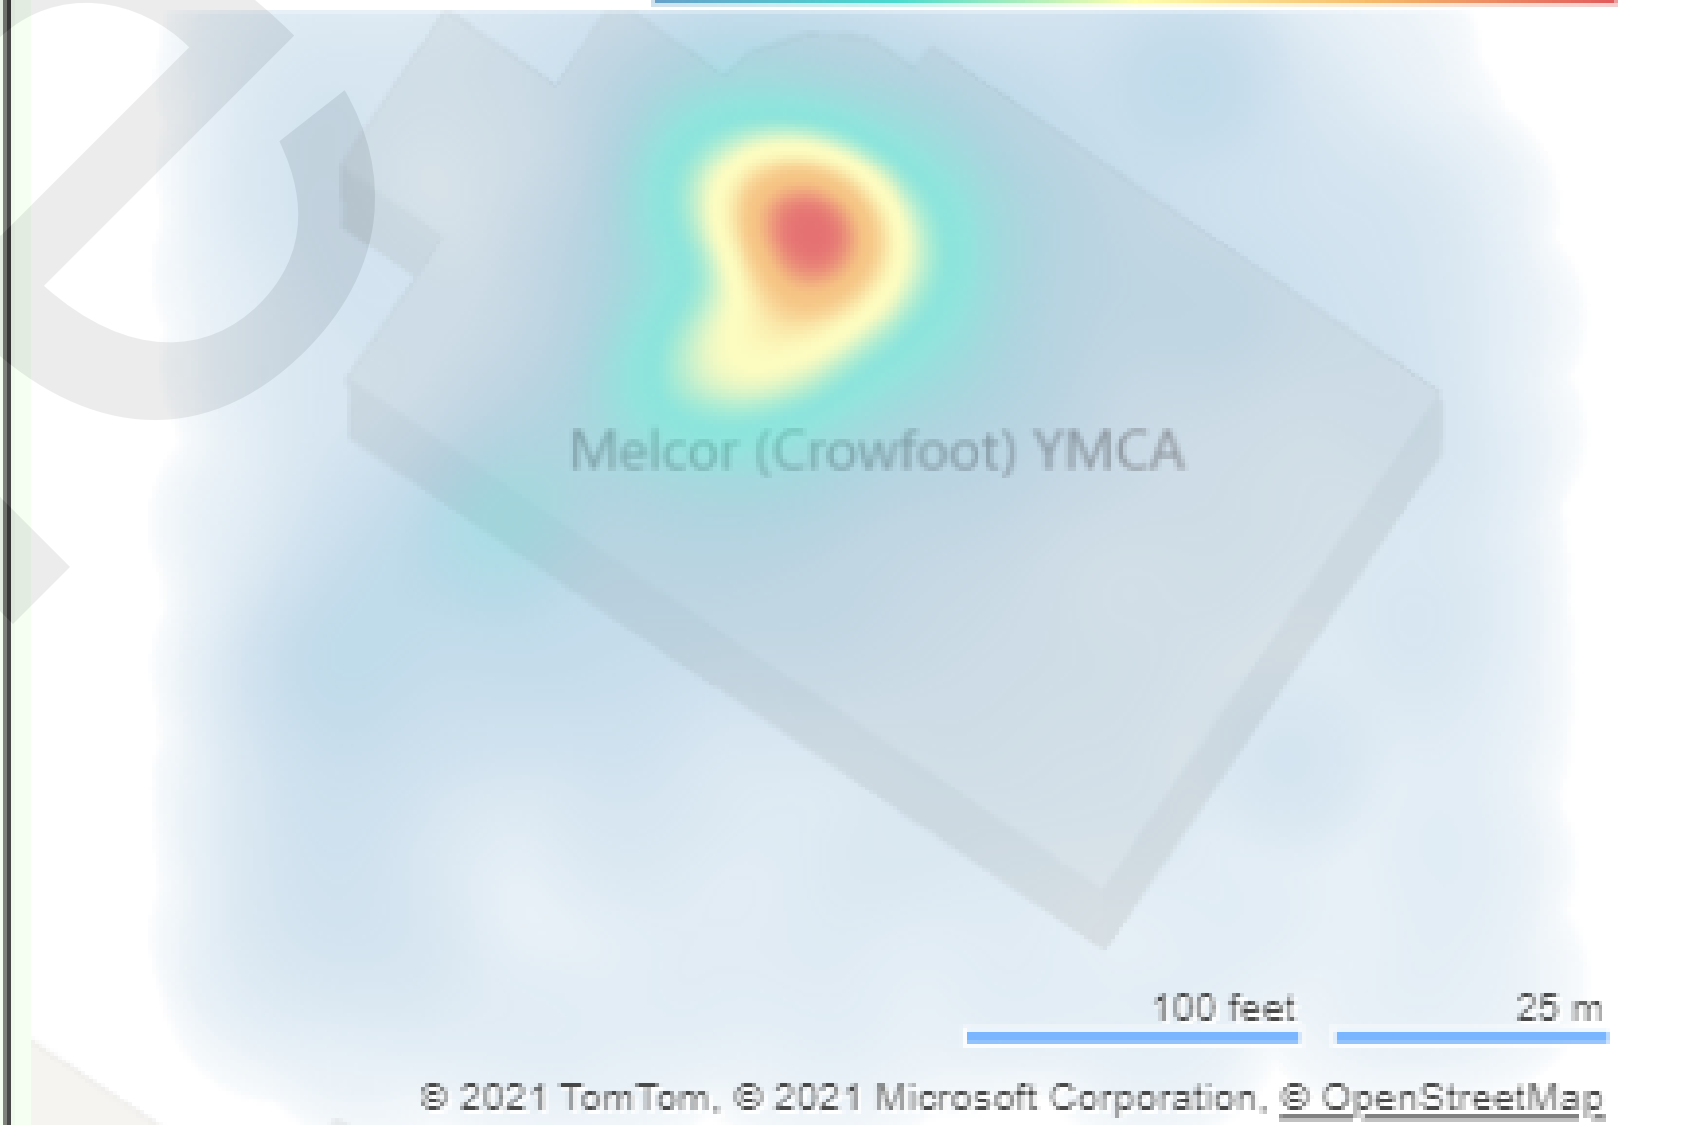 Melcor (Crowfoot) YMCA
100 feet 25 m
© 2021 TomTom, © 2021 Microsoft Corporation, © OpenStreetMap